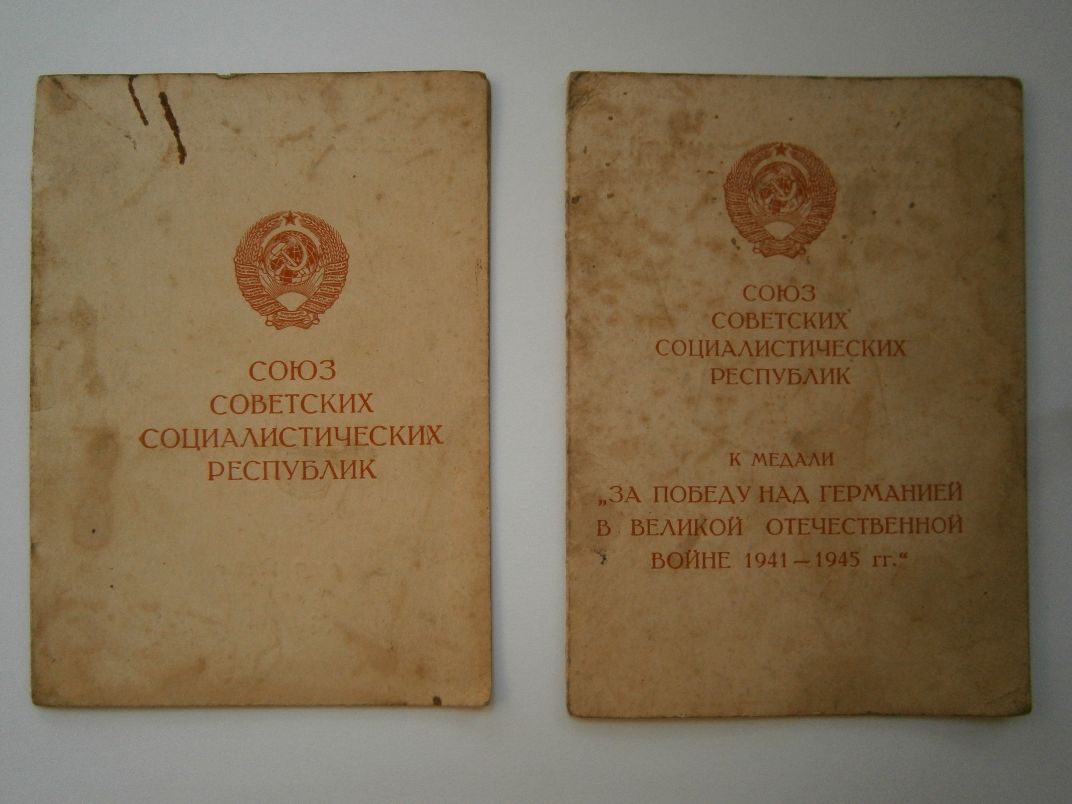 СОЮЗ
СОВЕТСКИХ
СОЦИАЛИСТИЧЕСКИХ
РЕСПУБЛИК
СОЮЗ
СОВЕТСКИХ
СОЦИАЛИСТИЧЕСКИХ
РЕСПУБЛИК
К МЕДАЛИ
„ЗА ПОБЕДУ НАД ГЕРМАНИЕЙ
В ВЕЛИКОЙ ОТЕЧЕСТВЕННОЙ
ВОЙНЕ 1941—1945 гг.“